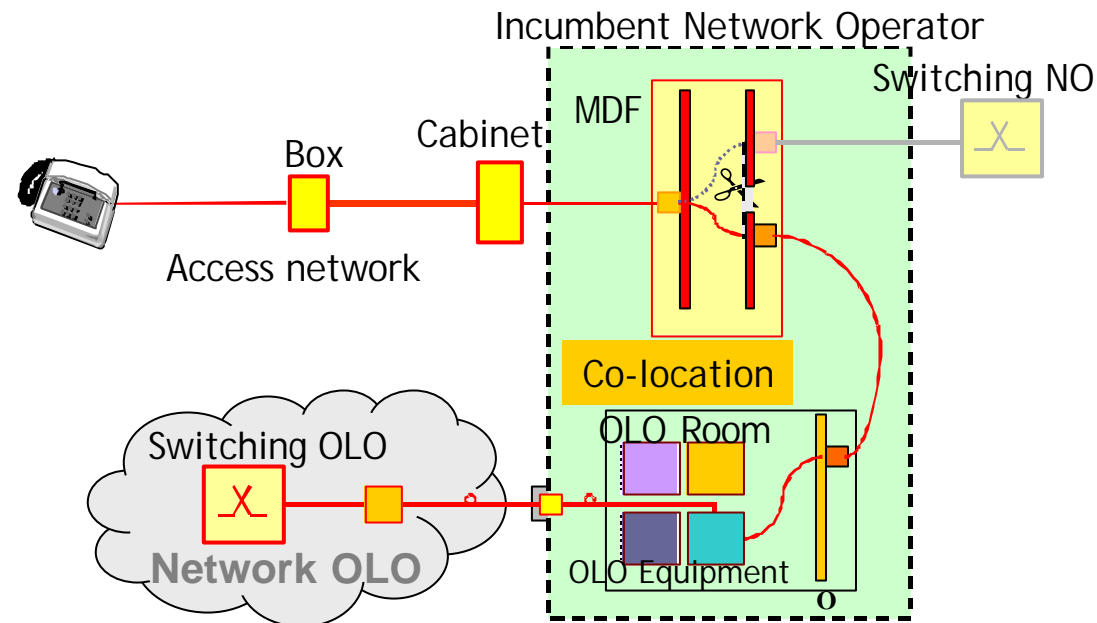 Incumbent Network Operator
Switching NO
MDF
Cabinet
Box
Access network
Co-location
OLO Room
Switching OLO
Network OLO
OLO Equipment
O